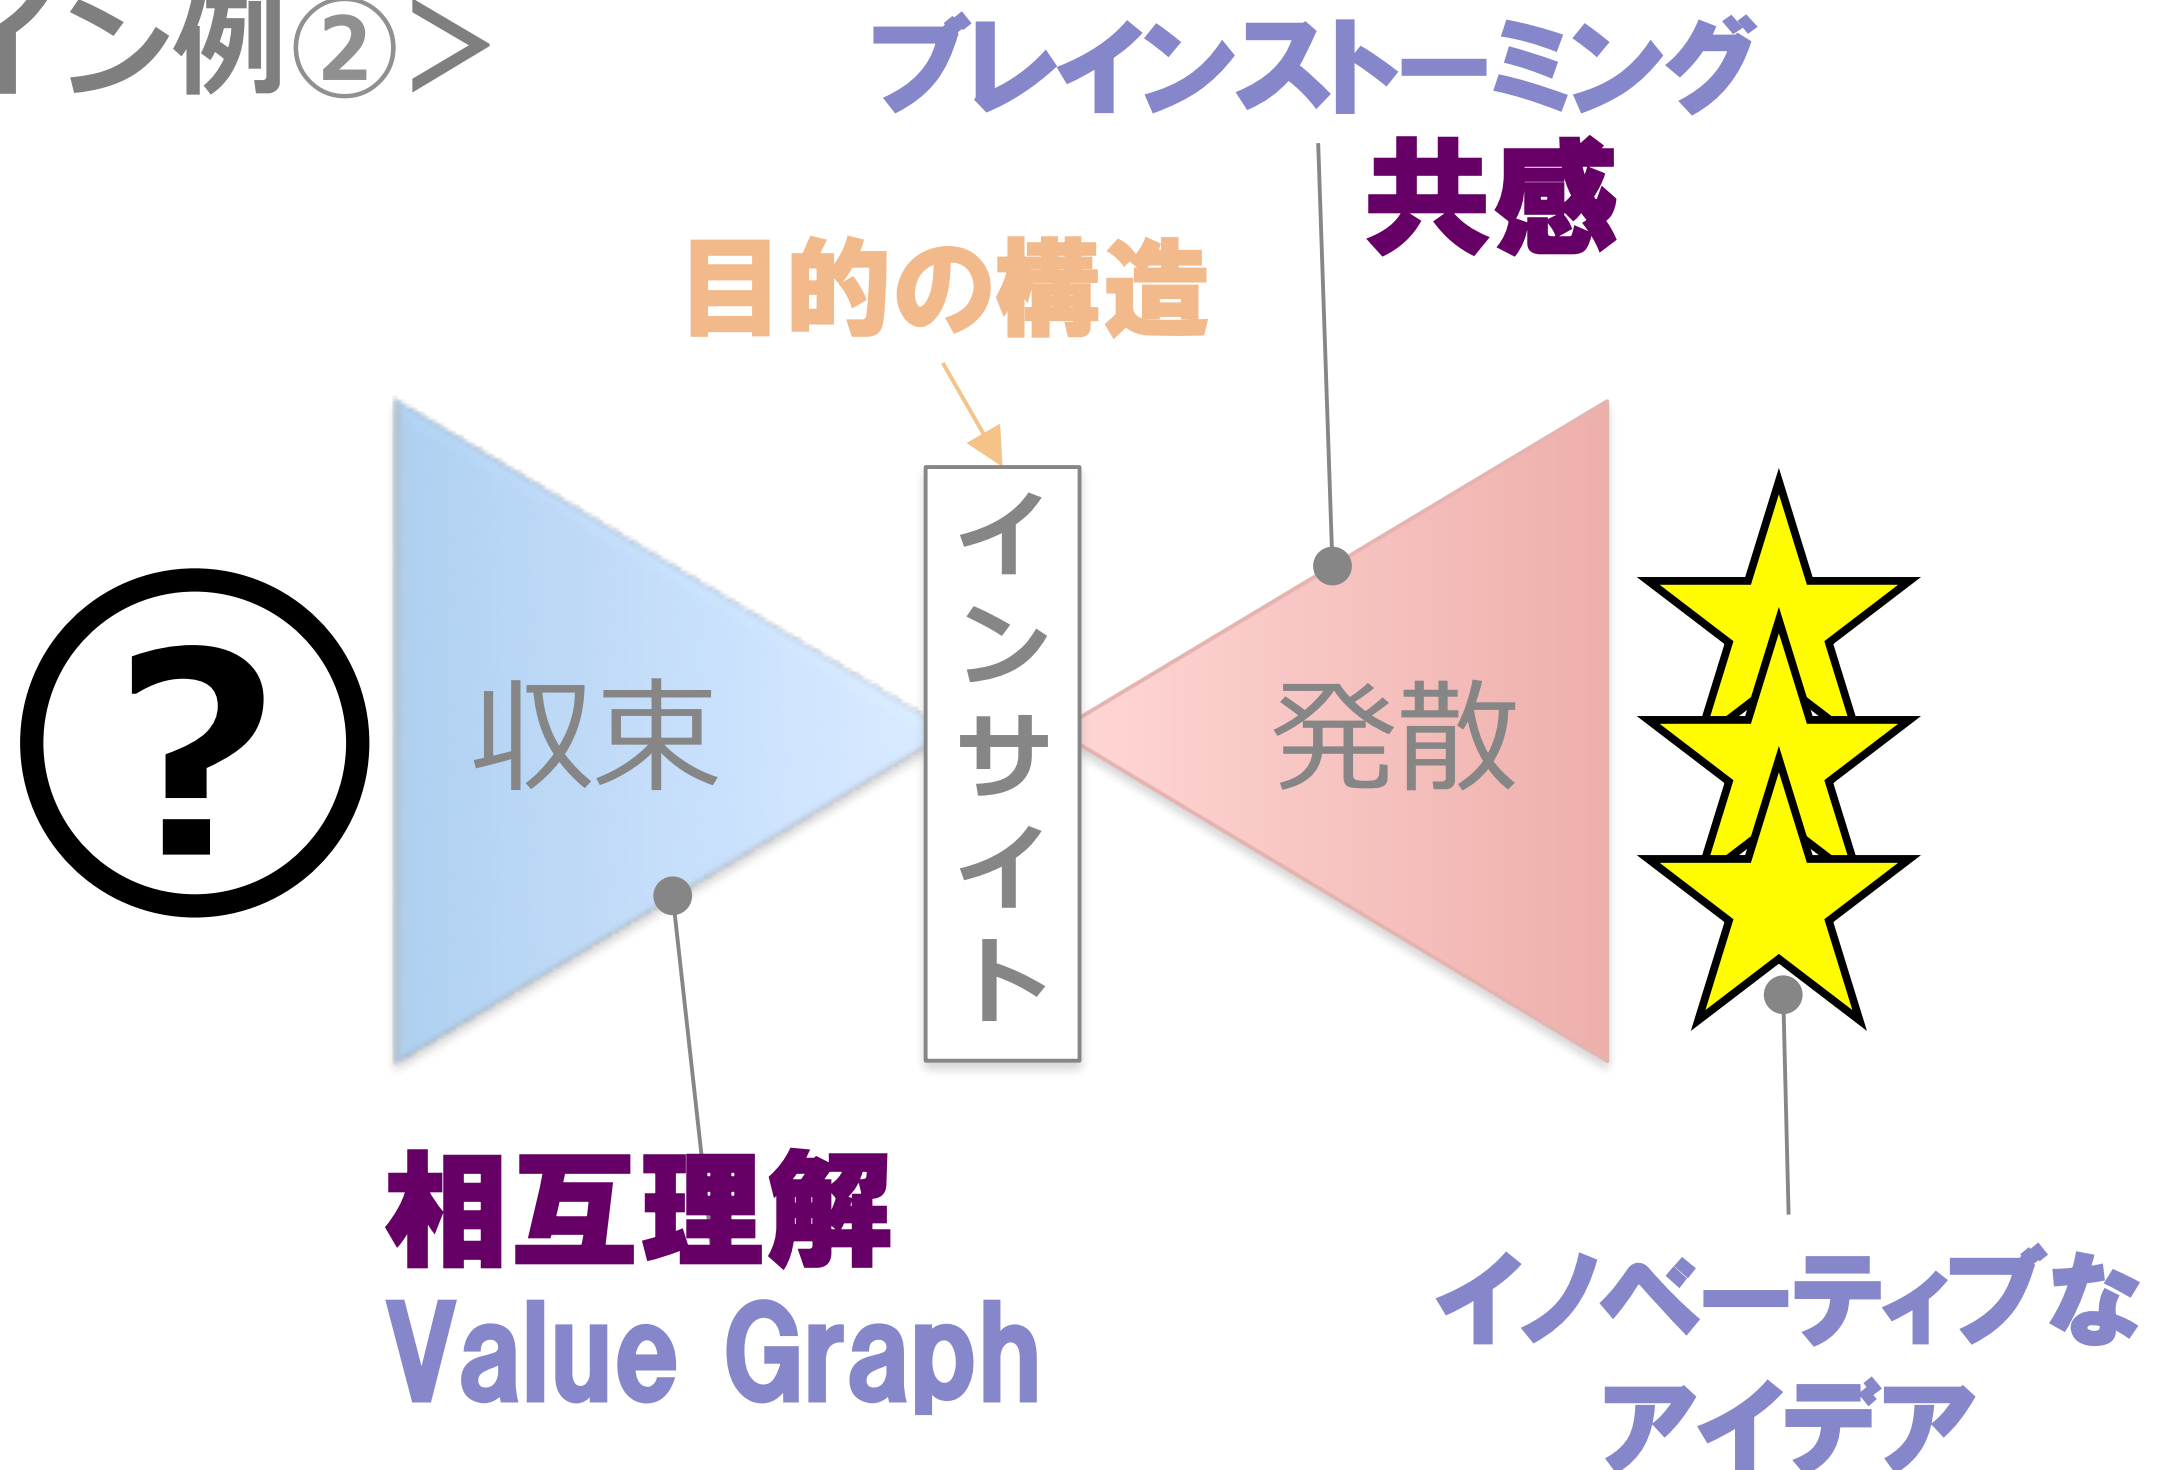 イン例②＞
ブレインストーミング
共感
目的の構造
?
収束
インサイト
発散
相互理解
Value Graph
イノベーティブな
アイデア